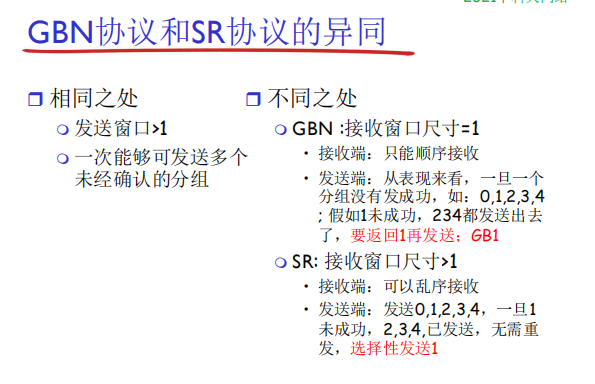 GBN协议和SR协议的异同
相同之处
发送窗口>1
一次能够可发送多个
未经确认的分组
不同之处
GBN :接收窗口尺寸=1
• 接收端：只能顺序接收
• 发送端：从表现来看，一旦一个
分组没有发成功，如：0,1,2,3,4
; 假如1未成功，234都发送出去
了，要返回1再发送；GB1
SR: 接收窗口尺寸>1
• 接收端：可以乱序接收
• 发送端：发送0,1,2,3,4，一旦1
未成功，2,3,4,已发送，无需重
发，选择性发送1